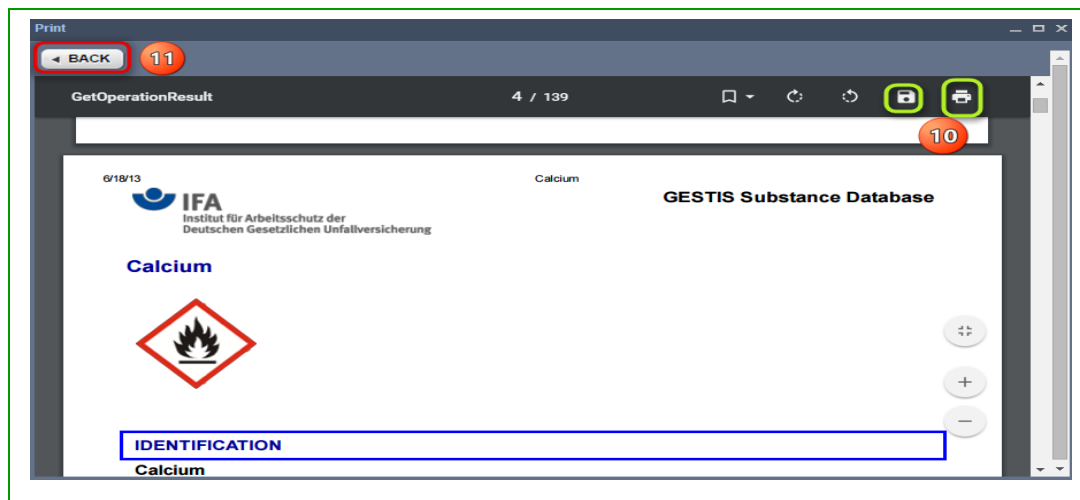 Print
◄ BACK
11
GetOperationResult 4 / 139
10
6/18/13 Calcium
IFA
Institut für Arbeitsschutz der
Deutschen Gesetzlichen Unfallversicherung
GESTIS Substance Database
Calcium
IDENTIFICATION
Calcium